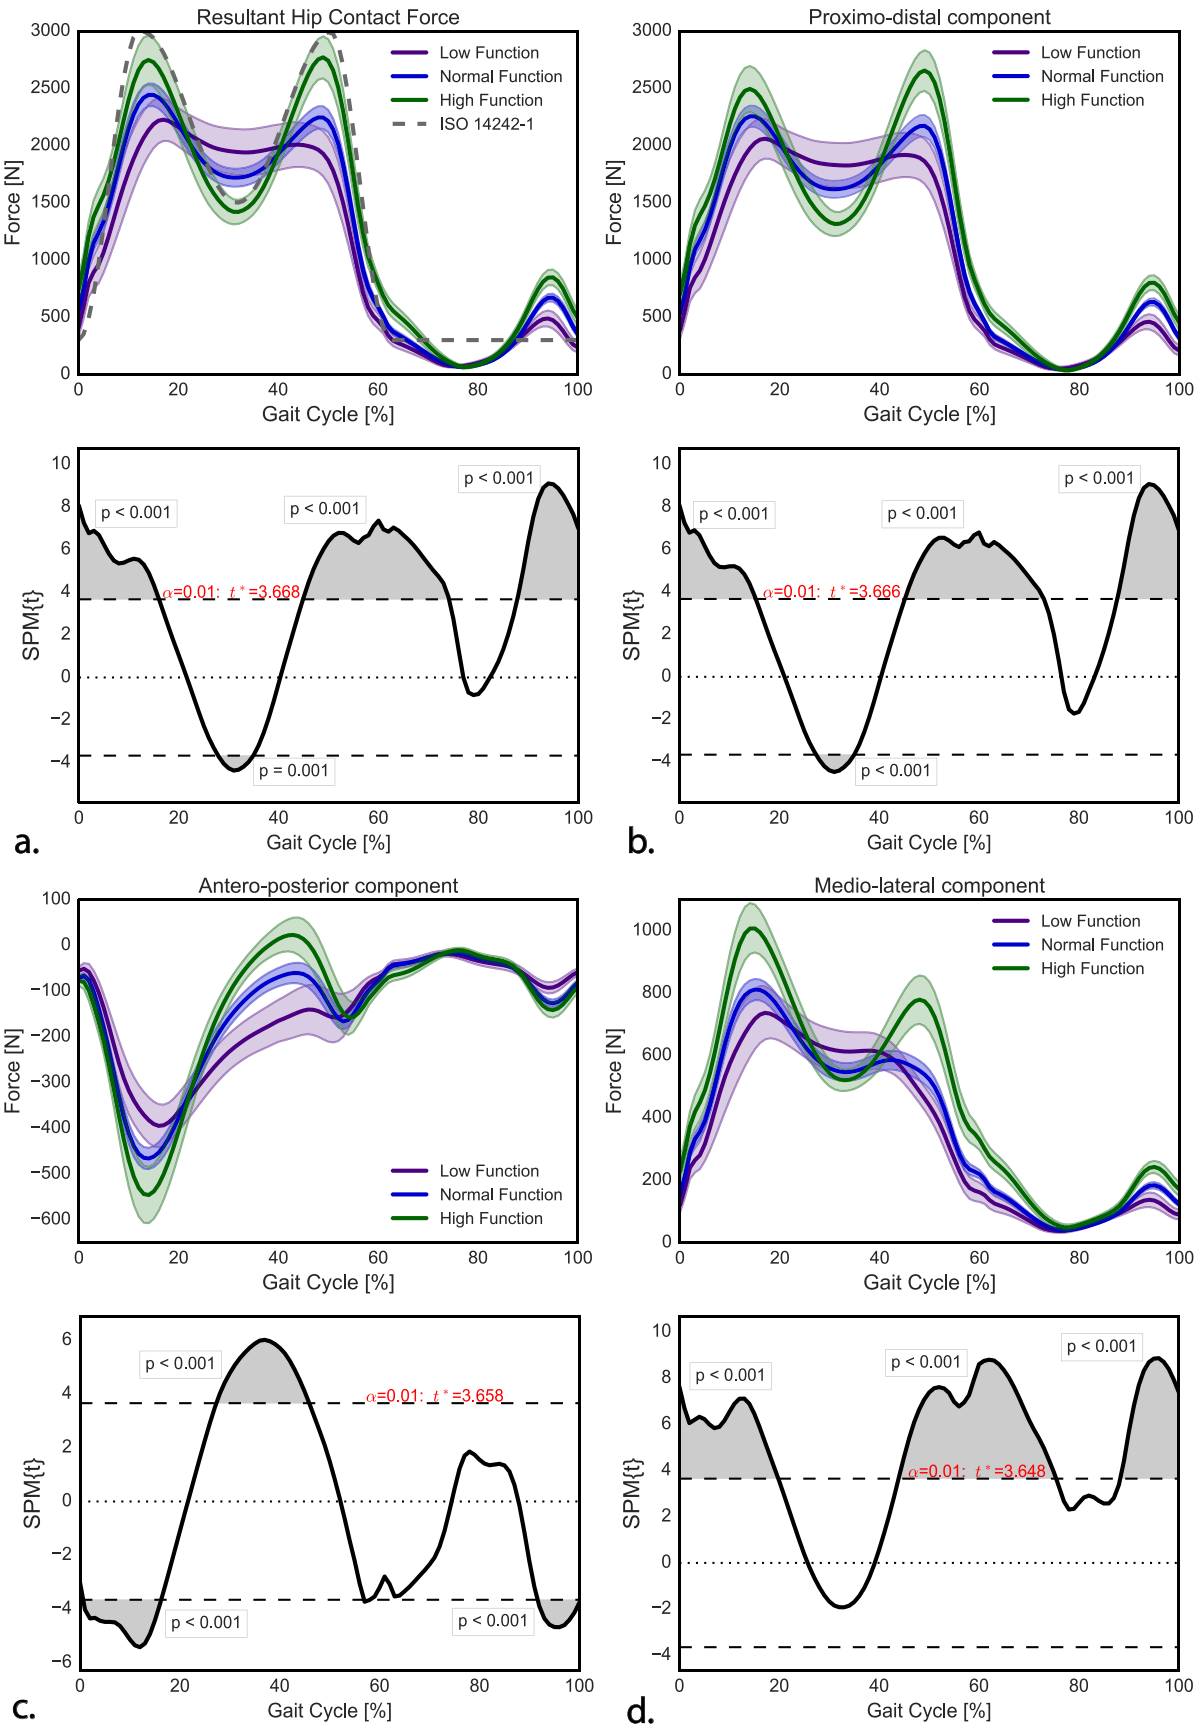 Resultant Hip Contact Force
3000
2500
2000
1500
1000
500
0
Force [N]
Low Function
Normal Function
High Function
ISO 14242-1
0 20 40 60 80 100
Gait Cycle [%]
Proximo-distal component
3000
2500
2000
1500
1000
500
0
Force [N]
Low Function
Normal Function
High Function
0 20 40 60 80 100
Gait Cycle [%]
10
8
6
4
2
0
−2
−4
SPM{t}
p < 0.001
p < 0.001
p < 0.001
α=0.01: t*=3.668
p = 0.001
0 20 40 60 80 100
Gait Cycle [%]
a.
10
8
6
4
2
0
−2
−4
SPM{t}
p < 0.001
p < 0.001
p < 0.001
α=0.01: t*=3.666
p < 0.001
0 20 40 60 80 100
Gait Cycle [%]
b.
Antero-posterior component
100
0
−100
−200
−300
−400
−500
−600
Force [N]
Low Function
Normal Function
High Function
0 20 40 60 80 100
Gait Cycle [%]
Medio-lateral component
1000
800
600
400
200
0
Force [N]
Low Function
Normal Function
High Function
0 20 40 60 80 100
Gait Cycle [%]
6
4
2
0
−2
−4
−6
SPM{t}
p < 0.001
α=0.01: t*=3.658
p < 0.001
p < 0.001
0 20 40 60 80 100
Gait Cycle [%]
c.
10
8
6
4
2
0
−2
−4
SPM{t}
p < 0.001
p < 0.001
p < 0.001
α=0.01: t*=3.648
0 20 40 60 80 100
Gait Cycle [%]
d.